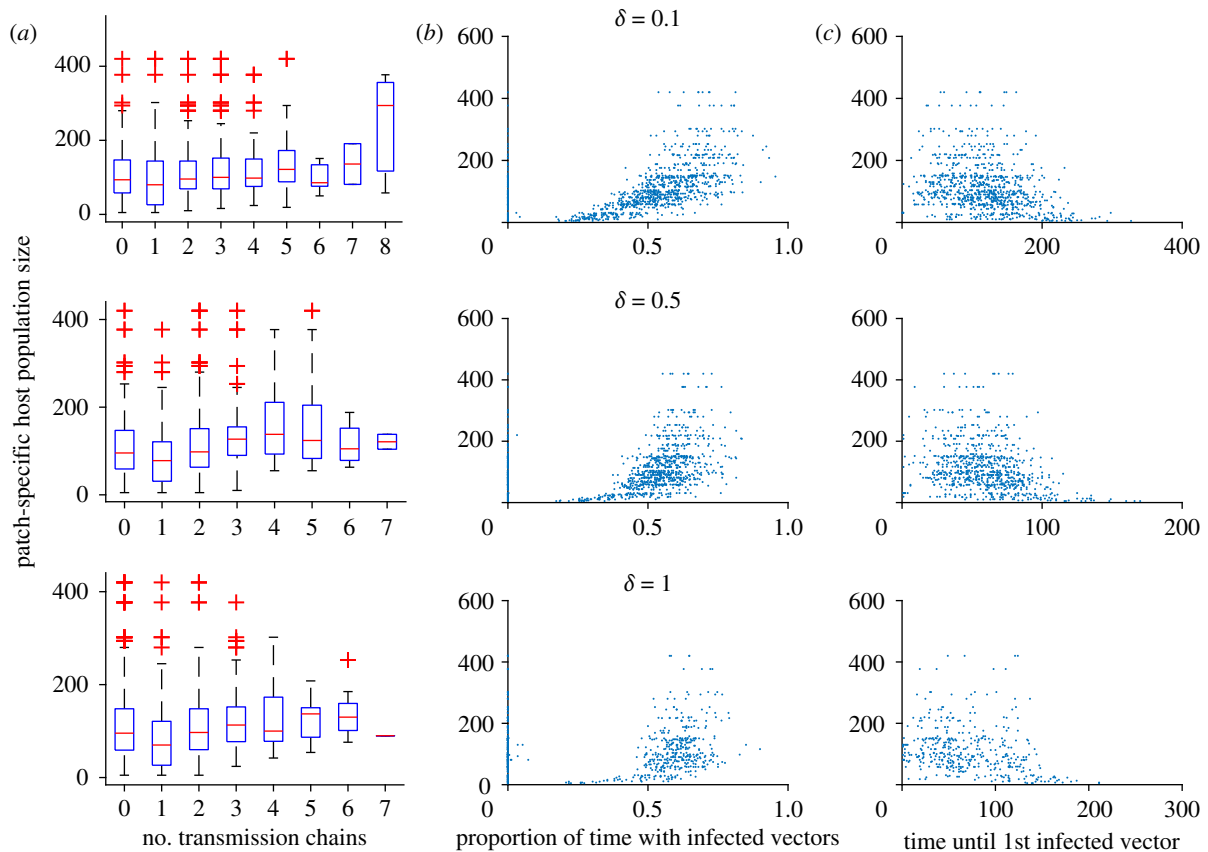 (a)
(b)
δ = 0.1
(c)
patch-specific host population size
400
200
0
0 1 2 3 4 5 6 7 8
600
400
200
0
0 0.5 1.0
600
400
200
0
0 200 400
400
200
0
0 1 2 3 4 5 6 7
δ = 0.5
600
400
200
0
0 0.5 1.0
600
400
200
0
0 100 200
400
200
0
0 1 2 3 4 5 6 7
no. transmission chains
δ = 1
600
400
200
0
0 0.5 1.0
proportion of time with infected vectors
600
400
200
0
0 100 200 300
time until 1st infected vector